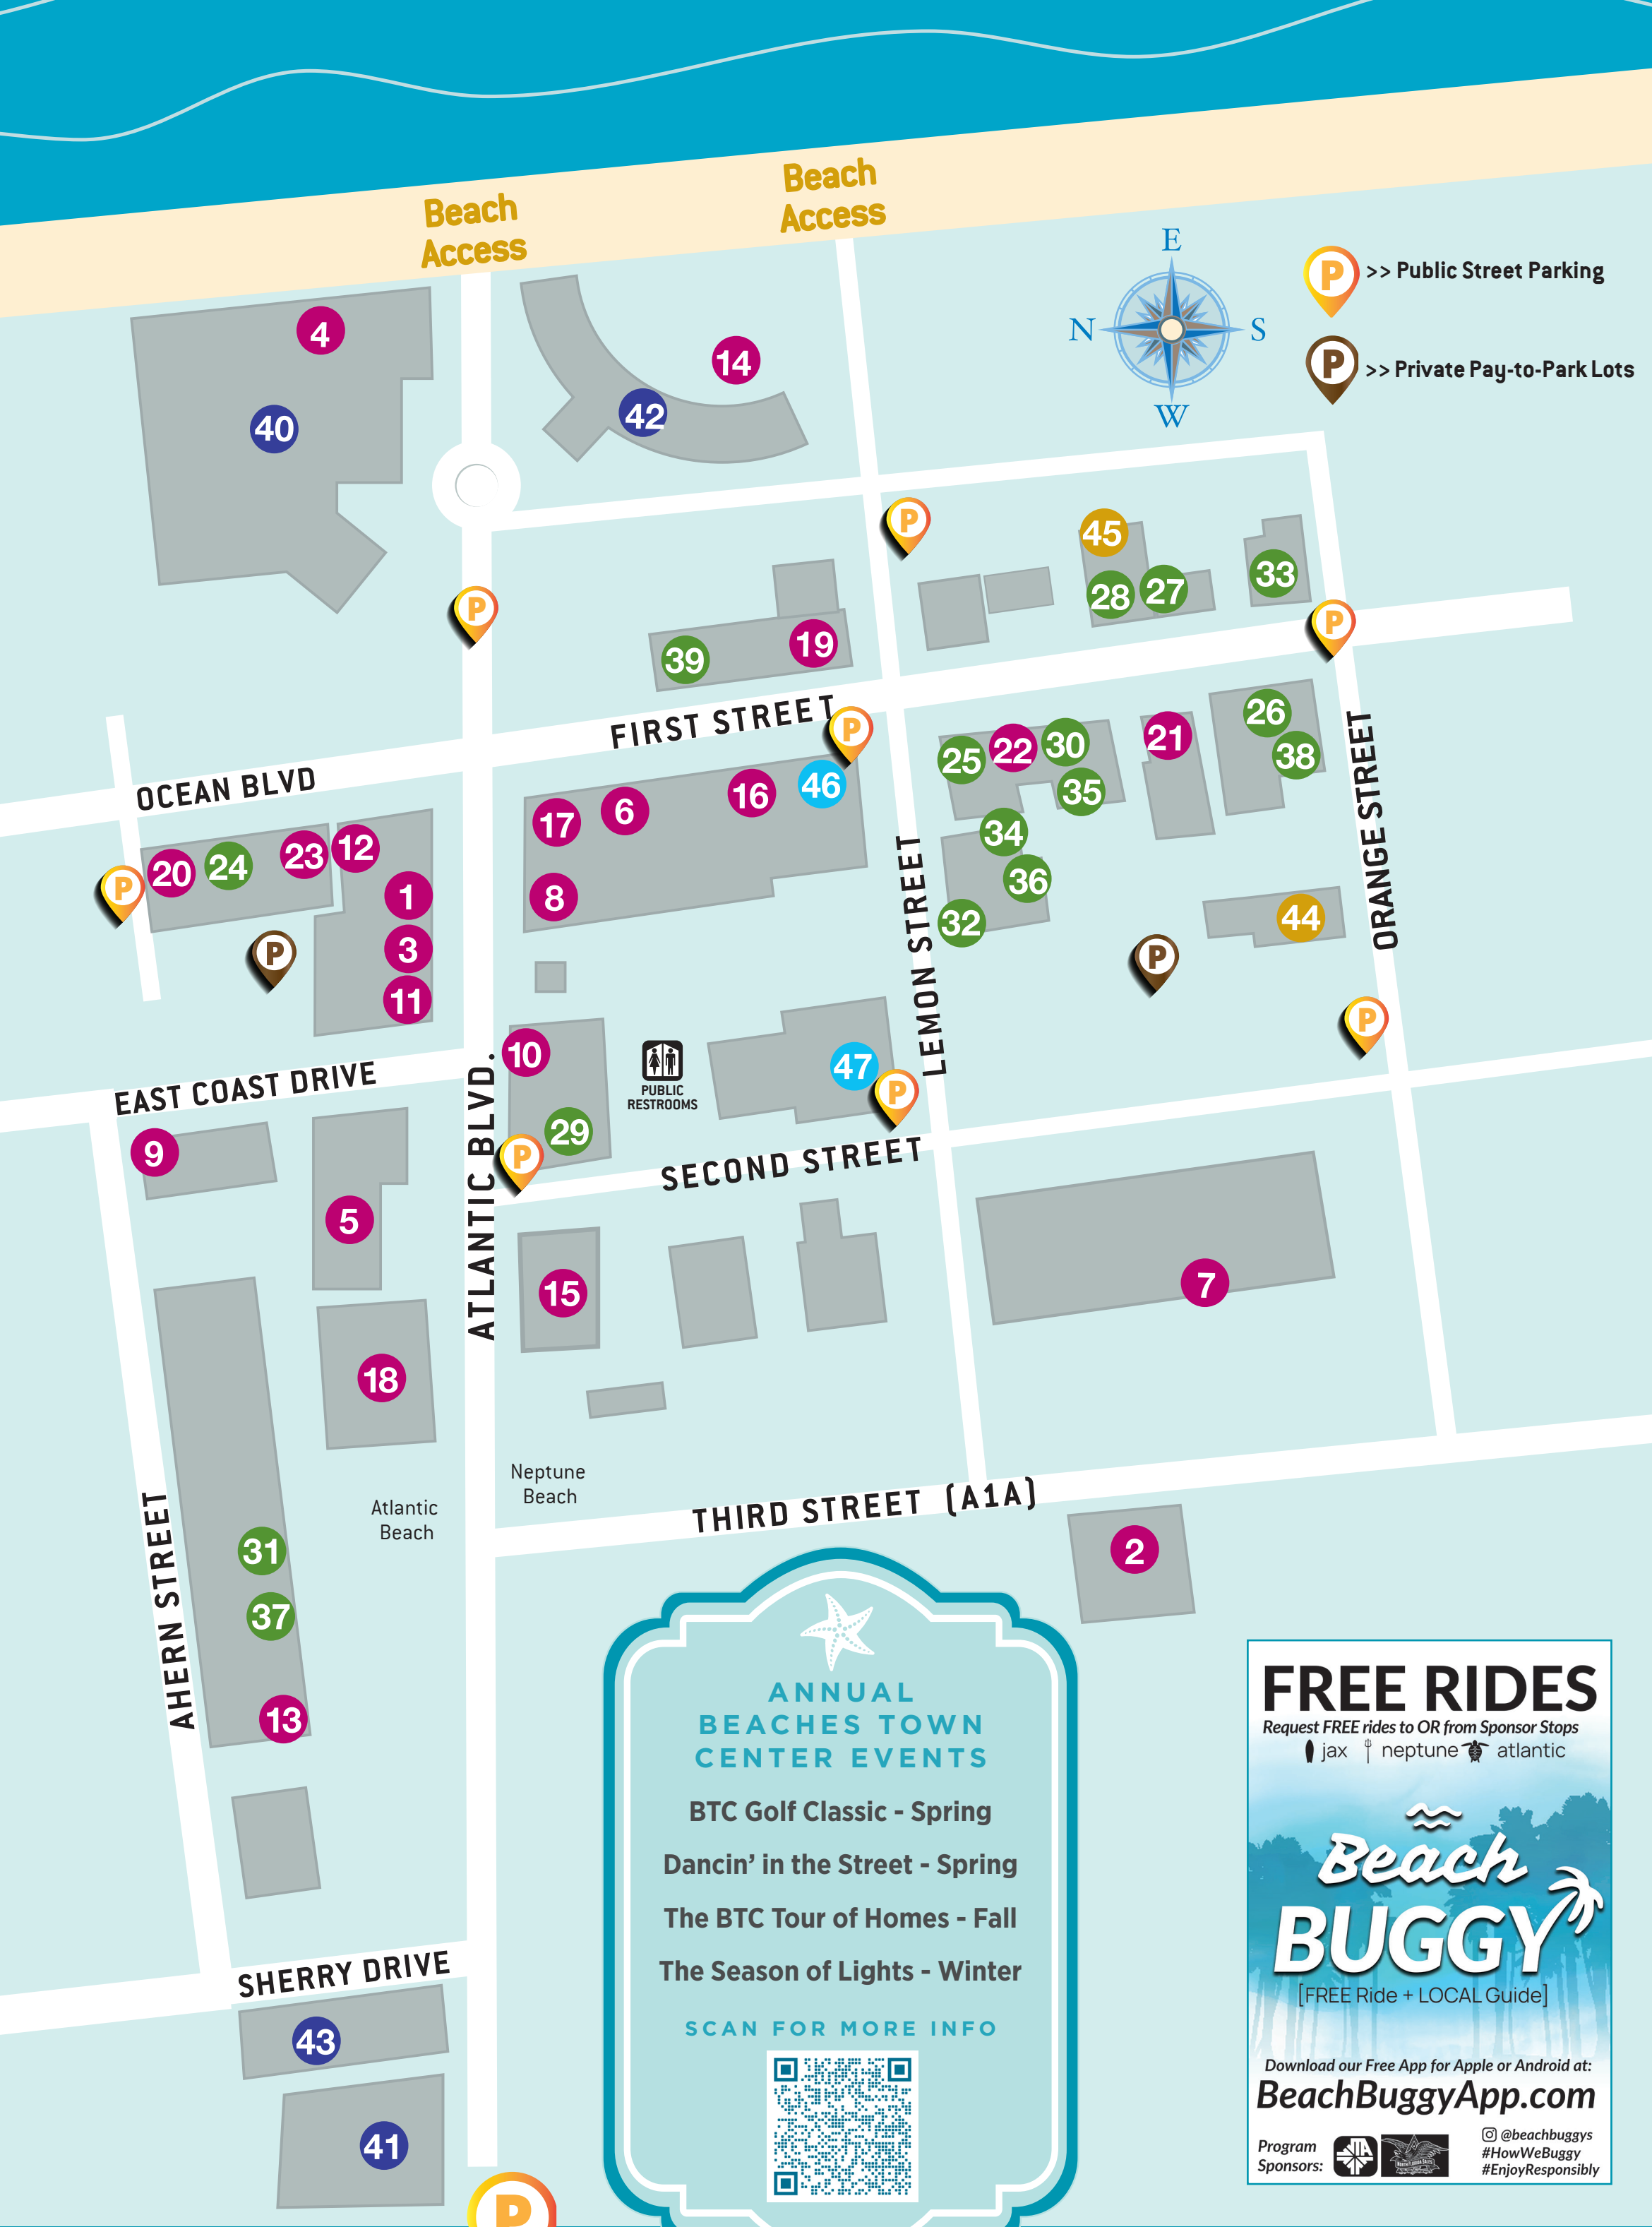 Beach
Access
Beach
Access
E
N
S
W
P >> Public Street Parking
P >> Private Pay-to-Park Lots
4
14
40
42
P
45
28
27
33
P
P
39
19
FIRST STREET
P
OCEAN BLVD
25
22
30
21
26
38
35
17
6
16
46
34
20
24
23
12
P
1
8
36
32
44
3
P
P
11
ORANGE STREET
LEMON STREET
P
10
PUBLIC
RESTROOMS
47
P
EAST COAST DRIVE
29
P
9
SECOND STREET
ATLANTIC BLVD.
5
15
7
18
Neptune
Beach
Atlantic
Beach
THIRD STREET (A1A)
2
AHERN STREET
31
37
13
SHERRY DRIVE
43
41
P
ANNUAL
BEACHES TOWN
CENTER EVENTS
BTC Golf Classic - Spring
Dancin’ in the Street - Spring
The BTC Tour of Homes - Fall
The Season of Lights - Winter
SCAN FOR MORE INFO
FREE RIDES
Request FREE rides to OR from Sponsor Stops
jax neptune atlantic
Beach
BUGGY
[FREE Ride + LOCAL Guide]
Download our Free App for Apple or Android at:
BeachBuggyApp.com
Program
Sponsors:
JTA
@beachbuggys
#HowWeBuggy
#EnjoyResponsibly